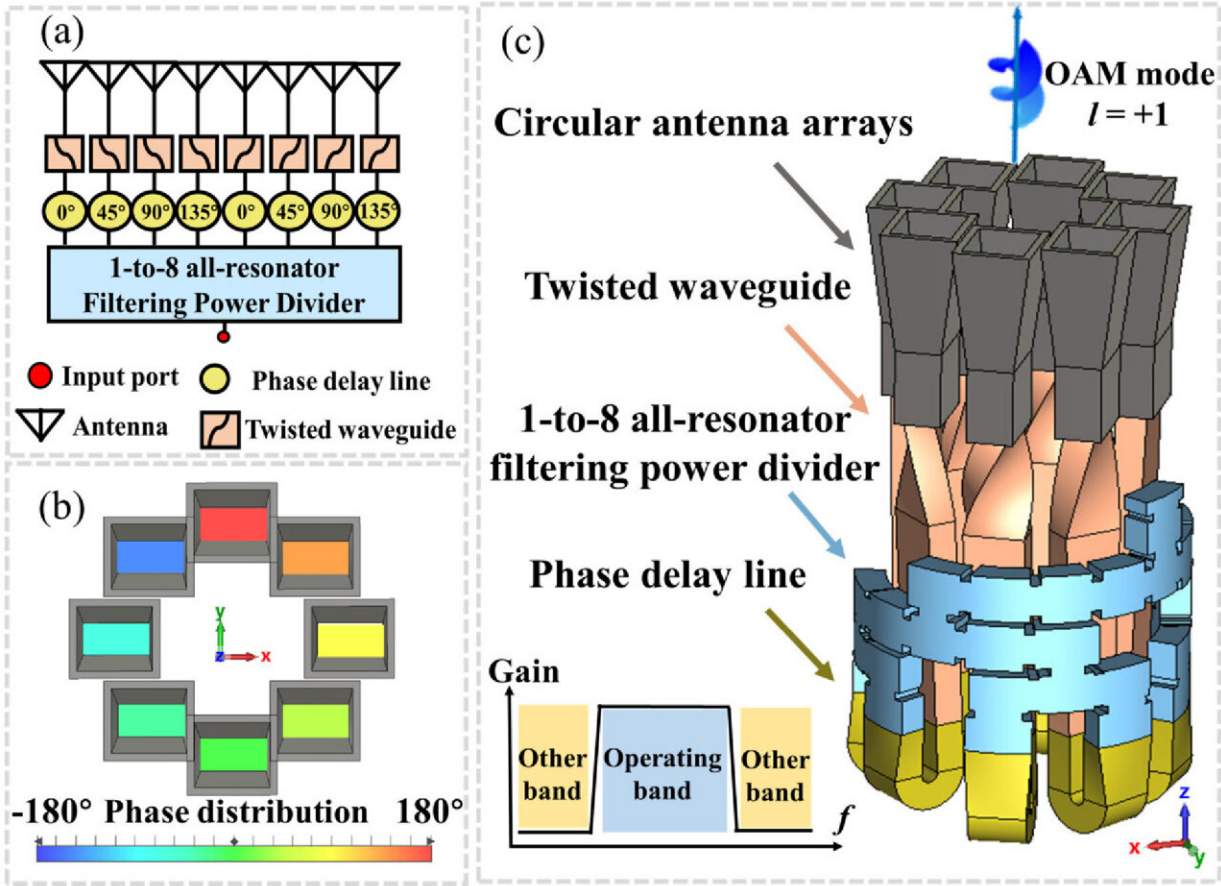 (a)
0° 45° 90° 135° 0° 45° 90° 135°
1-to-8 all-resonator
Filtering Power Divider
Input port
Phase delay line
Antenna
Twisted waveguide
(b)
y
z x
-180° Phase distribution 180°
(c)
OAM mode
l = +1
Circular antenna arrays
Twisted waveguide
1-to-8 all-resonator
filtering power divider
Phase delay line
Gain
Other
band
Operating
band
Other
band
f
z
x
y